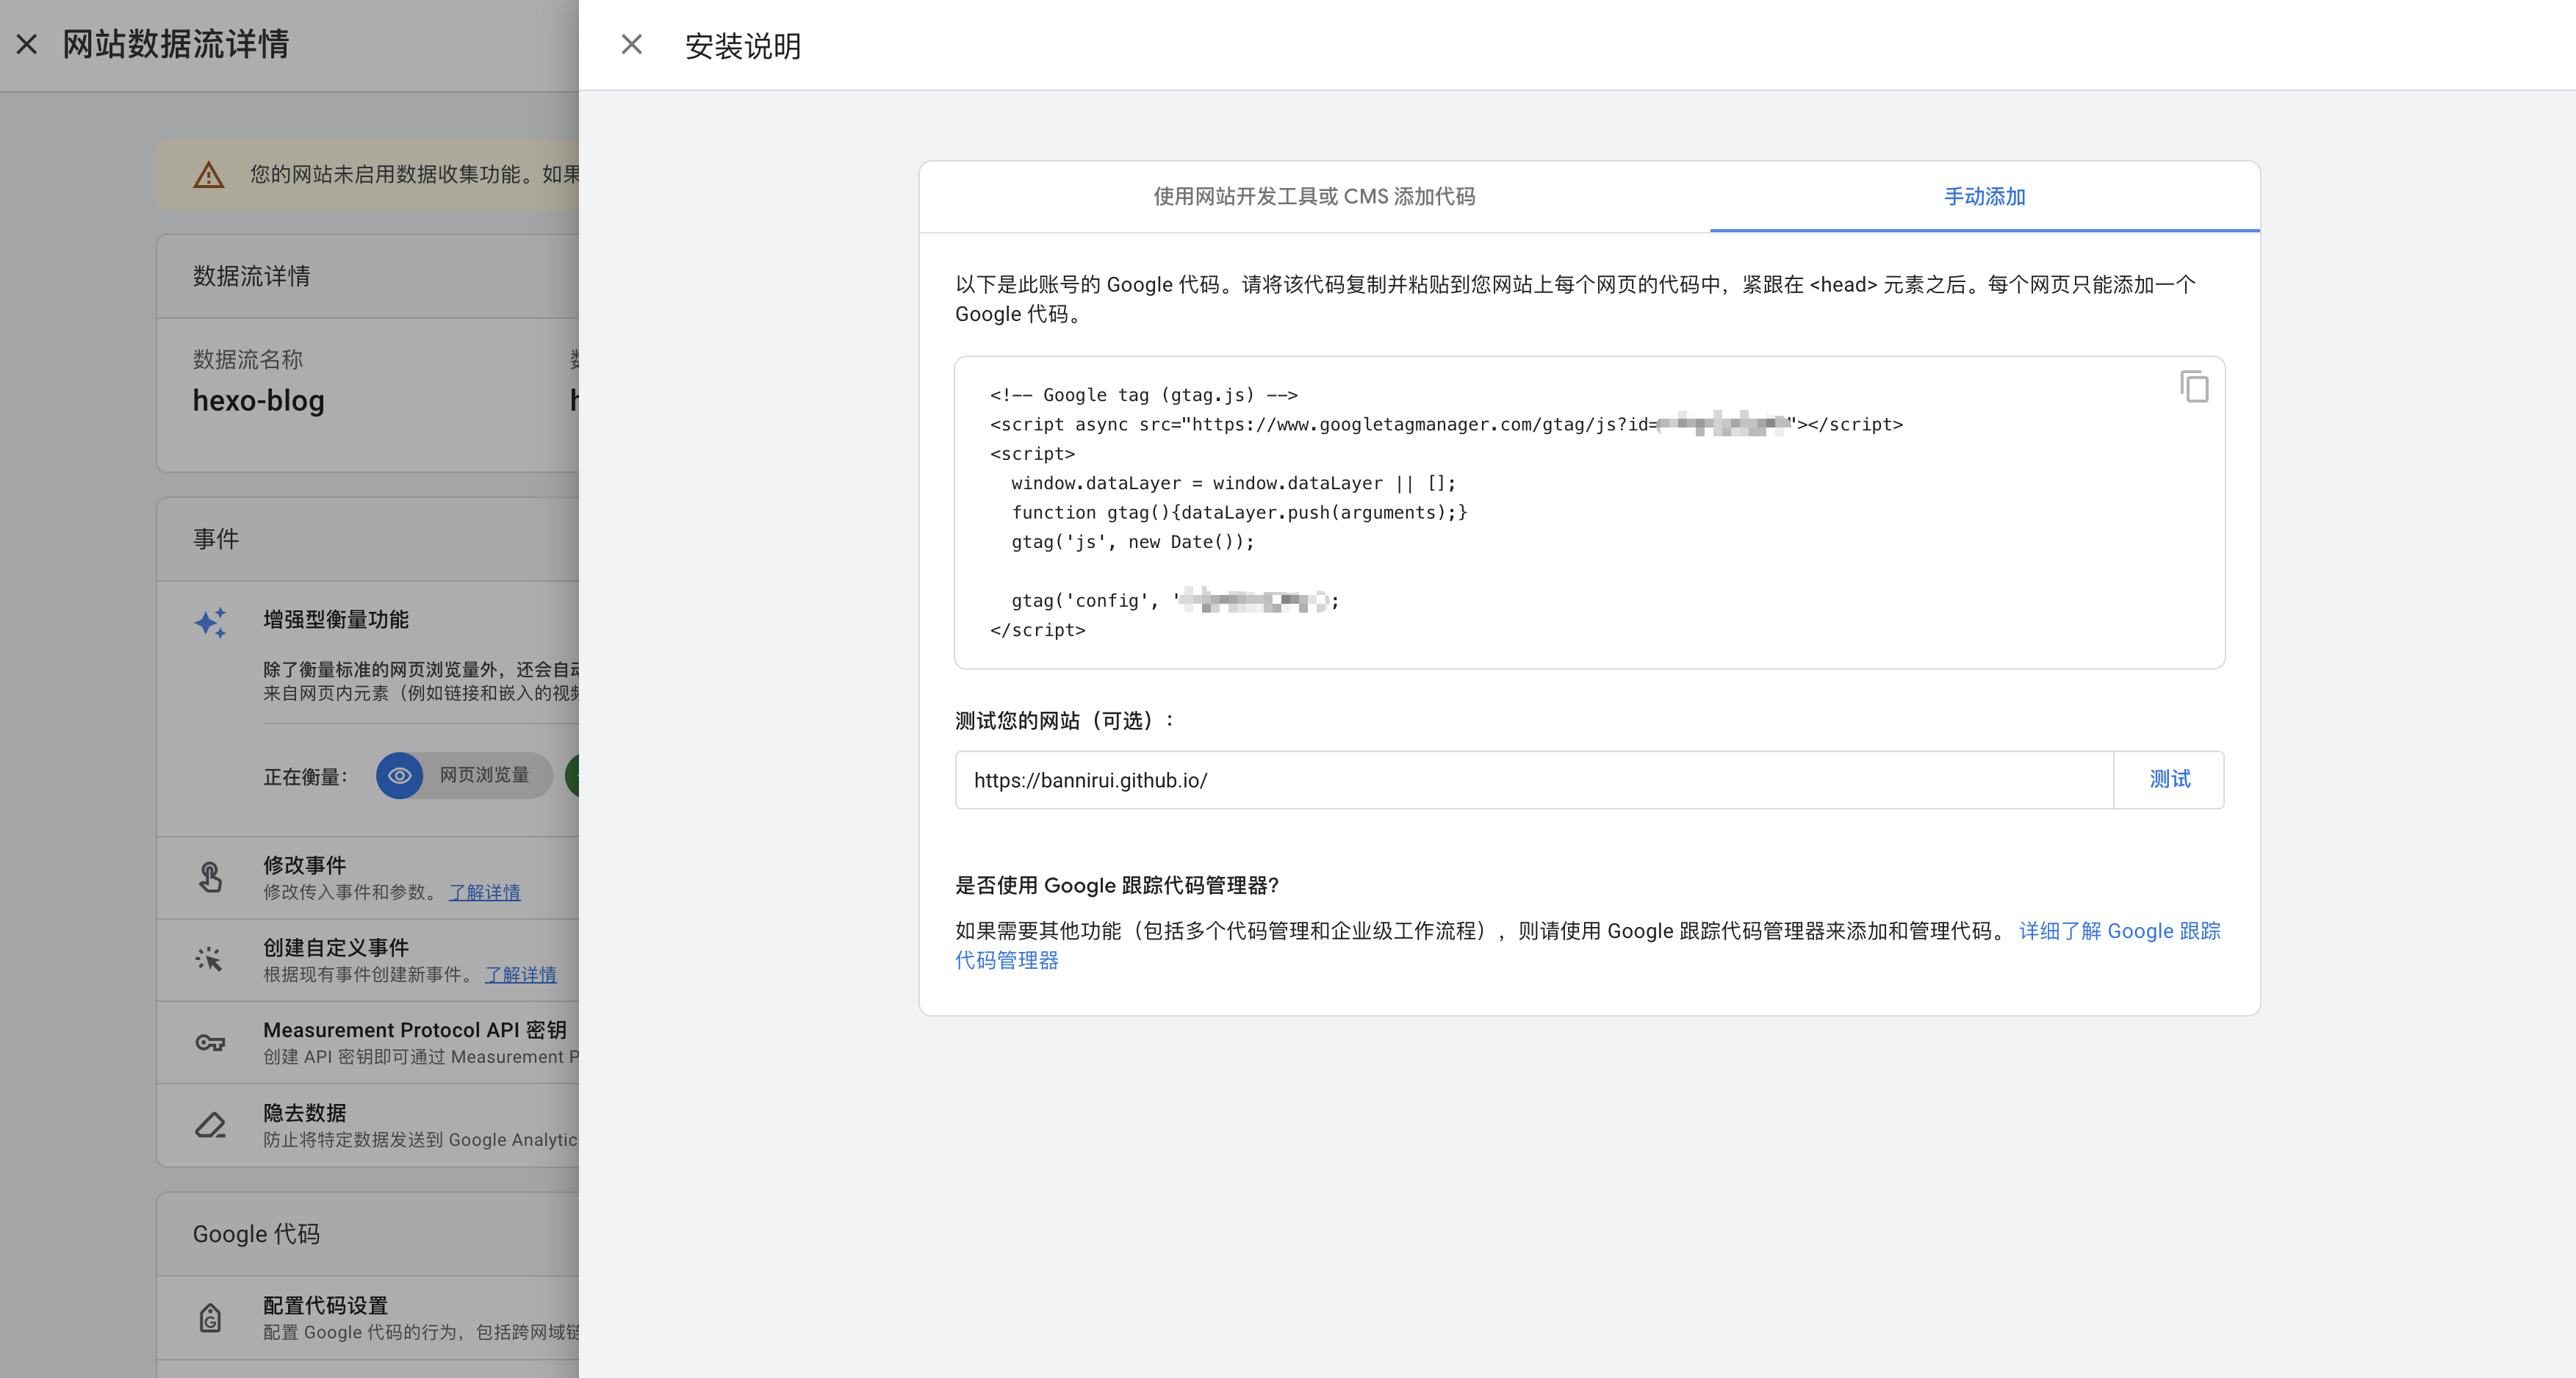 网站数据流详情
您的网站未启用数据收集功能。如果
数据流详情
数据流名称
hexo-blog
事件
增强型衡量功能
除了衡量标准的网页浏览量外，还会自动
来自网页内元素（例如链接和嵌入的视频
正在衡量：
网页浏览量
修改事件
修改传入事件和参数。 了解详情
创建自定义事件
根据现有事件创建新事件。 了解详情
Measurement Protocol API 密钥
创建 API 密钥即可通过 Measurement P
隐去数据
防止将特定数据发送到 Google Analytic
Google 代码
配置代码设置
配置 Google 代码的行为，包括跨网域链
安装说明
使用网站开发工具或 CMS 添加代码
手动添加
以下是此账号的 Google 代码。请将该代码复制并粘贴到您网站上每个网页的代码中，紧跟在 <head> 元素之后。每个网页只能添加一个
Google 代码。
<!-- Google tag (gtag.js) -->
<script async src="https://www.googletagmanager.com/gtag/js?id="></script>
<script>
window.dataLayer = window.dataLayer || [];
function gtag(){dataLayer.push(arguments);}
gtag('js', new Date());
gtag('config', ';
</script>
测试您的网站（可选）：
https://bannirui.github.io/
测试
是否使用 Google 跟踪代码管理器？
如果需要其他功能（包括多个代码管理和企业级工作流程），则请使用 Google 跟踪代码管理器来添加和管理代码。 详细了解 Google 跟踪
代码管理器